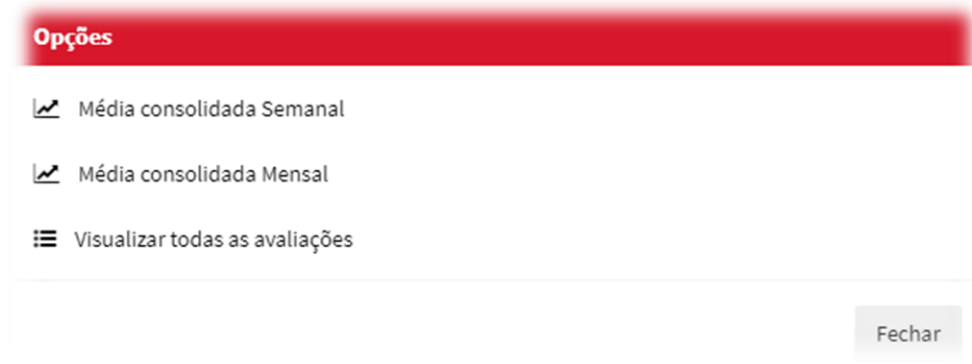 Opções
Média consolidada Semanal
Média consolidada Mensal
Visualizar todas as avaliações
Fechar